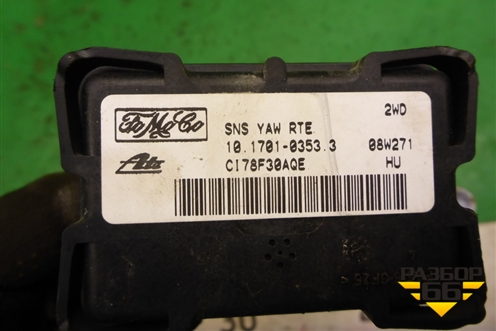 FoMoCo
SNS YAW RTE
2WD
10.1701-0353.3
08W271
Ate
CI78F30AQE
HU
РАЗБОР
66